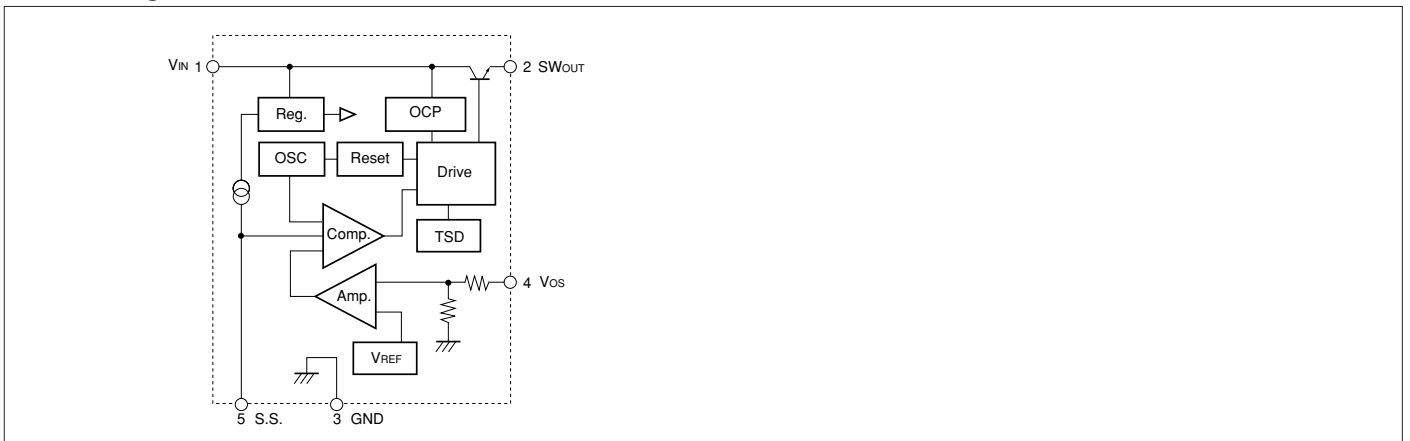 VIN 1
2 SWOUT
Reg.
OCP
OSC
Reset
Drive
Comp.
TSD
4 VOS
Amp.
VREF
5 S.S.
3 GND